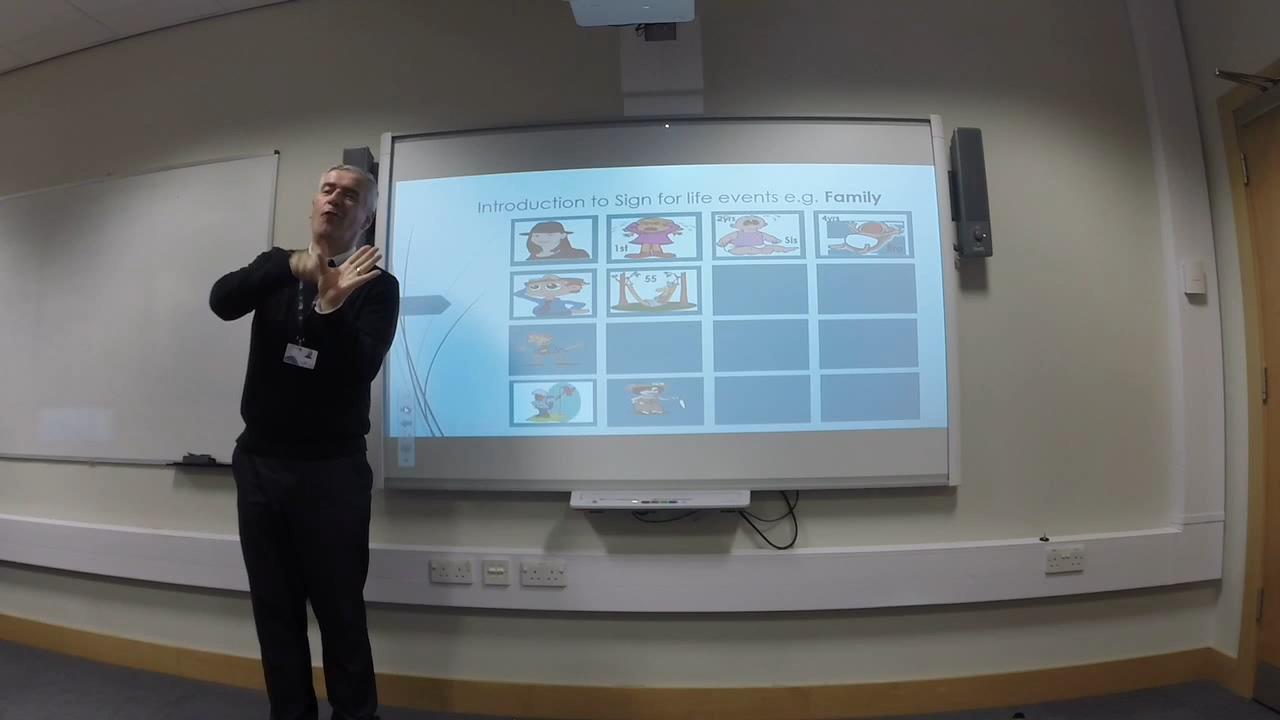 Introduction to Sign for life events e.g. Family
1st
2yrs
Sis
4yrs
55